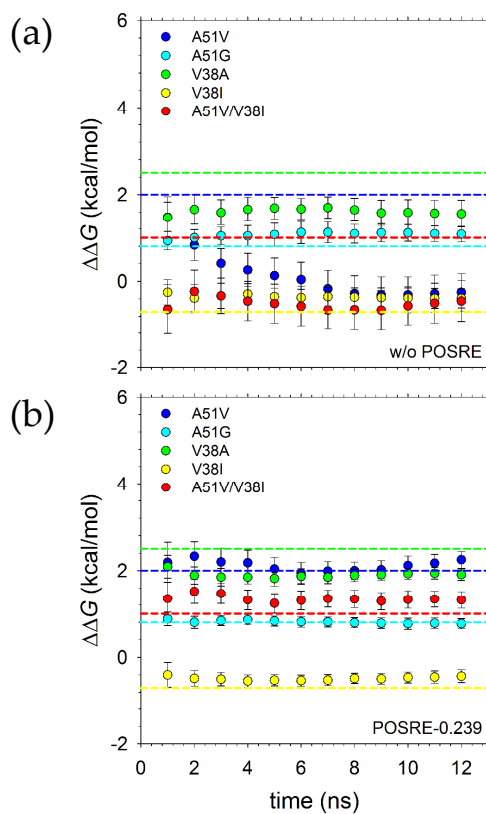 (a)
6
4
2
0
-2
ΔΔG (kcal/mol)
A51V
A51G
V38A
V38I
A51V/V38I
w/o POSRE
(b)
6
4
2
0
-2
ΔΔG (kcal/mol)
A51V
A51G
V38A
V38I
A51V/V38I
POSRE-0.239
0 2 4 6 8 10 12
time (ns)